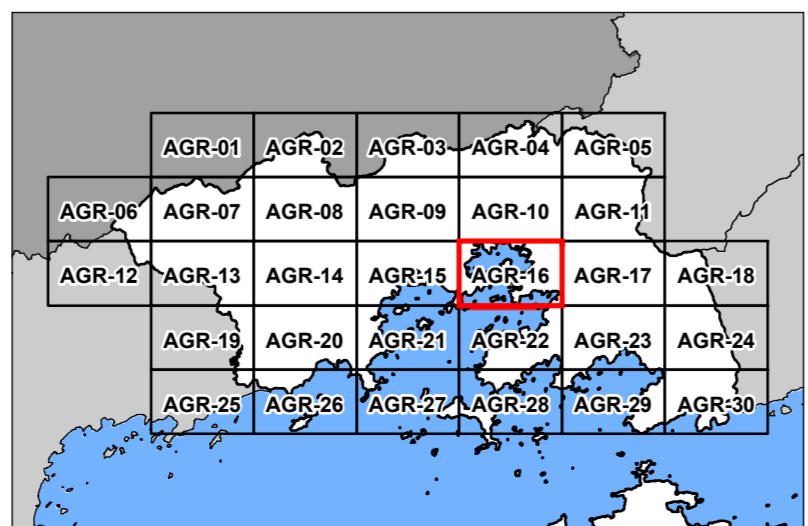 AGR-01 AGR-02 AGR-03 AGR-04 AGR-05
AGR-06 AGR-07 AGR-08 AGR-09 AGR-10 AGR-11
AGR-12 AGR-13 AGR-14 AGR-15 AGR-16 AGR-17 AGR-18
AGR-19 AGR-20 AGR-21 AGR-22 AGR-23 AGR-24
AGR-25 AGR-26 AGR-27 AGR-28 AGR-29 AGR-30